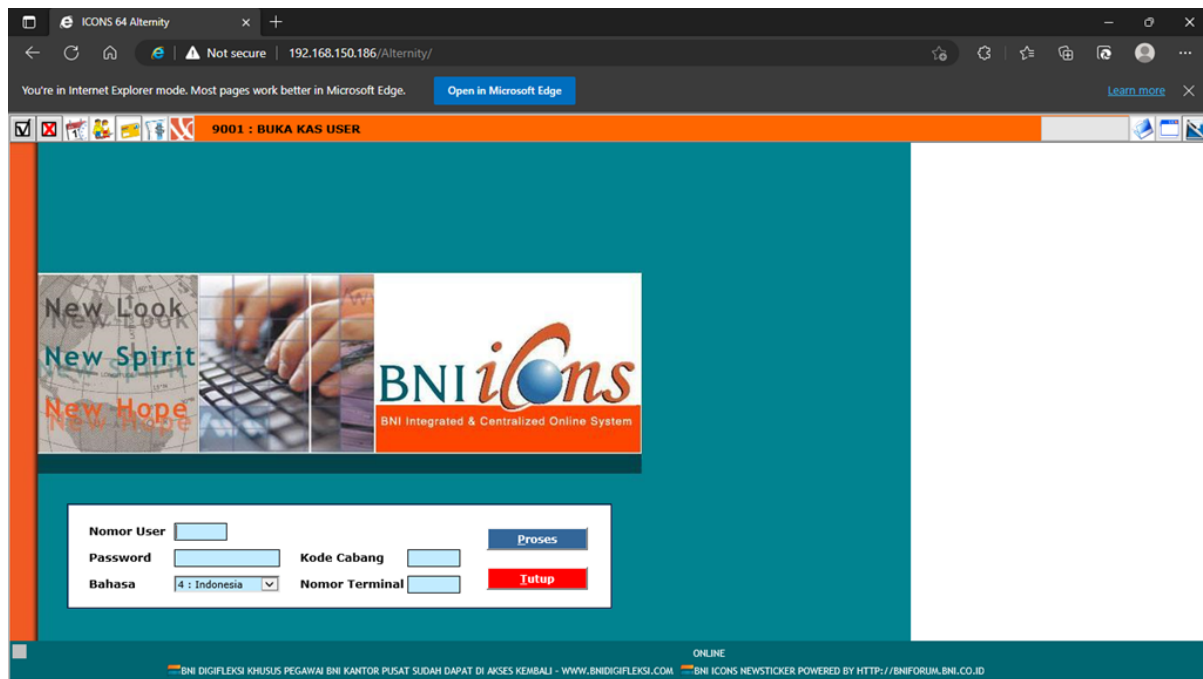 ICONS 64 Alternity
Not secure 192.168.150.186/Alternity/
You're in Internet Explorer mode. Most pages work better in Microsoft Edge. Open in Microsoft Edge Learn more
9001 : BUKA KAS USER
New Look
New Spirit
New Hope
BNI icons
BNI Integrated & Centralized Online System
Nomor User
Proses
Password Kode Cabang
Bahasa 4 : Indonesia Nomor Terminal
Tutup
ONLINE
BNI DIGIFLEKSI KHUSUS PEGAWAI BNI KANTOR PUSAT SUDAH DAPAT DI AKSES KEMBALI - WWW.BNIDIGIFLEKSI.COM BNI ICONS NEWSTICKER POWERED BY HTTP://BNIFORUM.BNI.CO.ID